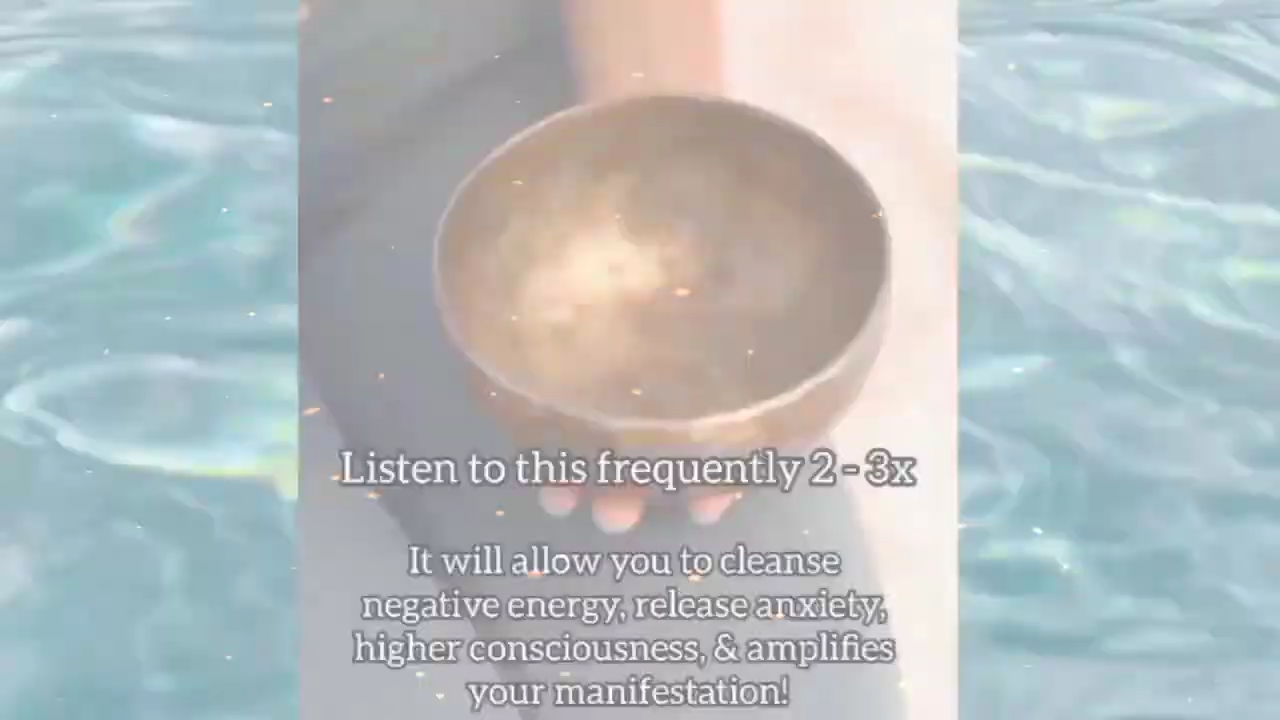 Listen to this frequently 2 - 3x
It will allow you to cleanse
negative energy, release anxiety,
higher consciousness, & amplifies
your manifestation!